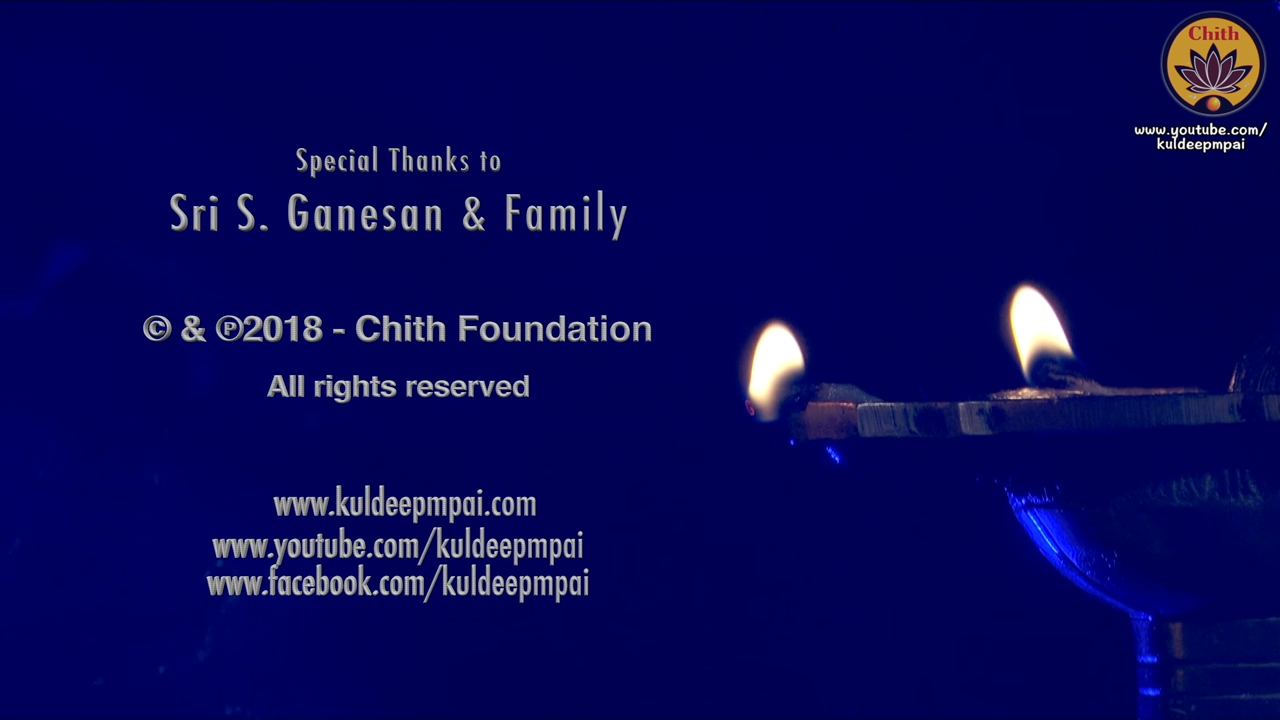 Chith
www.youtube.com/
kuldeepmpai
Special Thanks to
Sri S. Ganesan & Family
© & ℗2018 - Chith Foundation
All rights reserved
www.kuldeepmpai.com
www.youtube.com/kuldeepmpai
www.facebook.com/kuldeepmpai